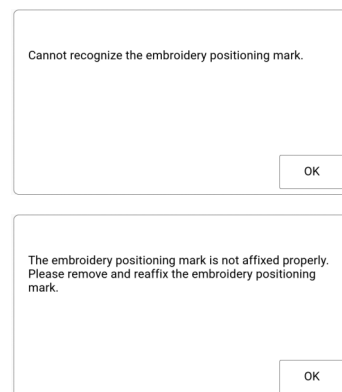 Cannot recognize the embroidery positioning mark.
OK
The embroidery positioning mark is not affixed properly.
Please remove and reaffix the embroidery positioning
mark.
OK